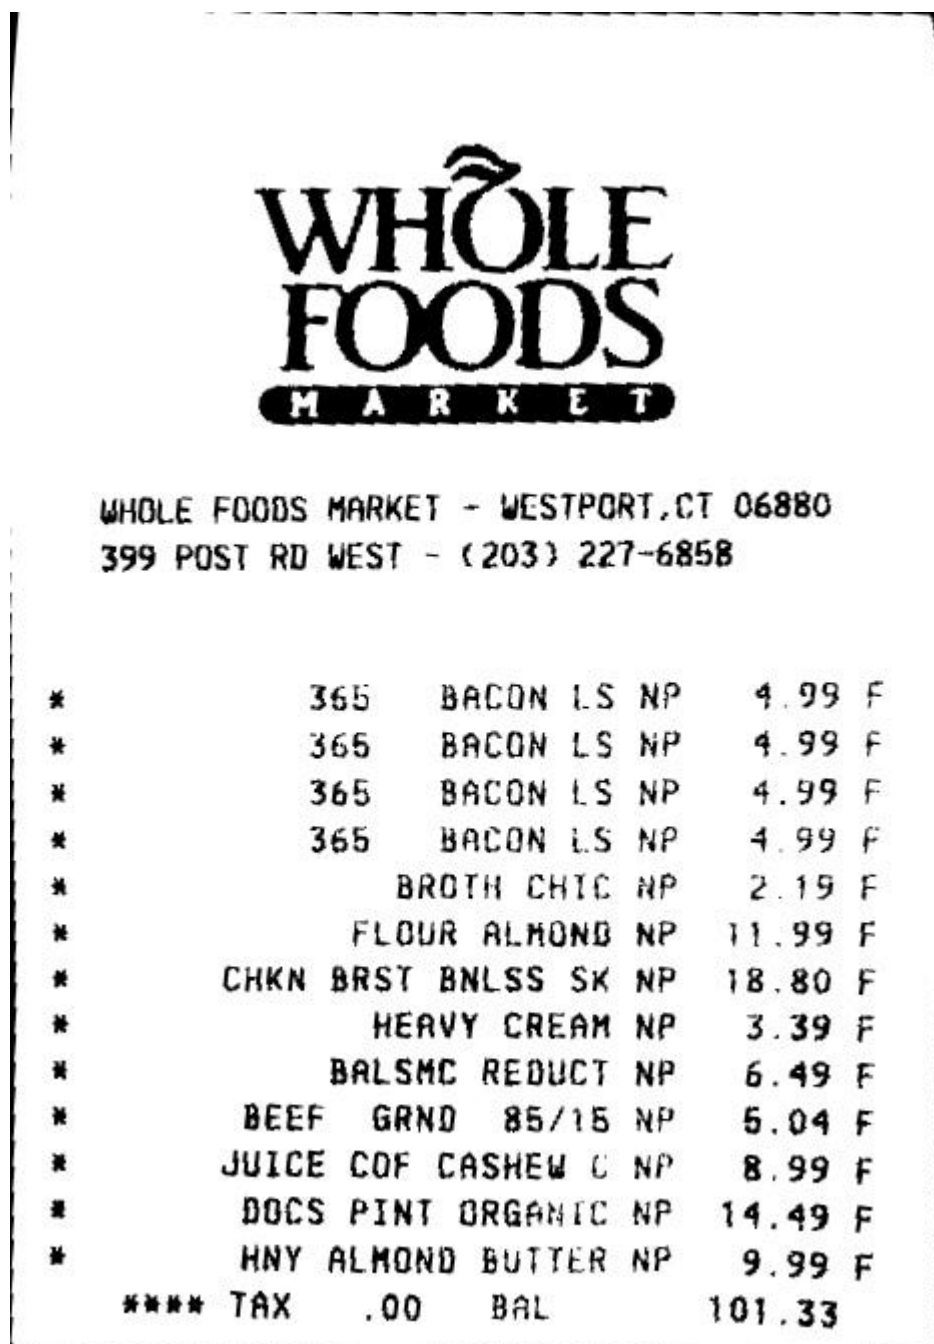 WHOLE
FOODS
MARKET
WHOLE FOODS MARKET - WESTPORT,CT 06880
399 POST RD WEST - (203) 227-6858
* 365 BACON LS NP 4.99 F
* 365 BACON LS NP 4.99 F
* 365 BACON LS NP 4.99 F
* 365 BACON LS NP 4.99 F
* BROTH CHIC NP 2.19 F
* FLOUR ALMOND NP 11.99 F
* CHKN BRST BNLSS SK NP 18.80 F
* HEAVY CREAM NP 3.39 F
* BALSMC REDUCT NP 6.49 F
* BEEF GRND 85/15 NP 5.04 F
* JUICE COF CASHEW C NP 8.99 F
* DOCS PINT ORGANIC NP 14.49 F
* HNY ALMOND BUTTER NP 9.99 F
**** TAX .00 BAL 101.33